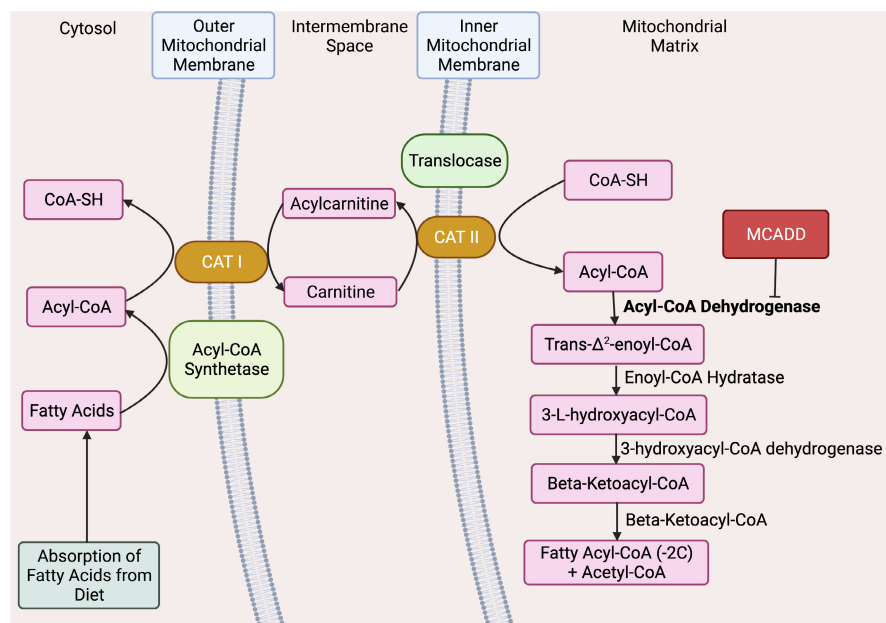 Cytosol
Outer
Mitochondrial
Membrane
Intermembrane
Space
Inner
Mitochondrial
Membrane
Mitochondrial
Matrix
Translocase
CoA-SH
Acylcarnitine
CoA-SH
MCADD
CAT I
CAT II
Acyl-CoA
Carnitine
Acyl-CoA
Acyl-CoA Dehydrogenase
Acyl-CoA
Synthetase
Trans-Δ²-enoyl-CoA
Enoyl-CoA Hydratase
Fatty Acids
3-L-hydroxyacyl-CoA
3-hydroxyacyl-CoA dehydrogenase
Beta-Ketoacyl-CoA
Beta-Ketoacyl-CoA
Absorption of
Fatty Acids from
Diet
Fatty Acyl-CoA (-2C)
+ Acetyl-CoA